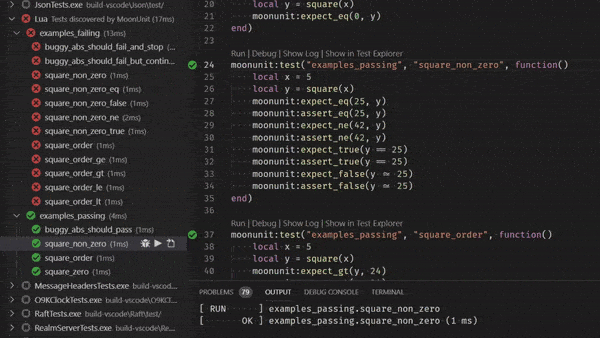 JsonTests.exe build-vscode/Json/test/
Lua Tests discovered by MoonUnit (17ms)
examples_failing (13ms)
buggy_abs_should_fail_and_stop (...
buggy_abs_should_fail_but_contin...
square_non_zero (1ms)
square_non_zero_eq (1ms)
square_non_zero_false (1ms)
square_non_zero_ne (2ms)
square_non_zero_true (1ms)
square_order (1ms)
square_order_ge (1ms)
square_order_gt (1ms)
square_order_le (1ms)
square_order_lt (1ms)
examples_passing (4ms)
buggy_abs_should_pass (1ms)
square_non_zero (1ms)
square_order (1ms)
square_zero (1ms)
MessageHeadersTests.exe build-vs...
O9KClockTests.exe build-vscode/O9KCl...
RaftTests.exe build-vscode/Raft/test/
RealmServerTests.exe build-vscode/Re...
20 local x = 0
21 local y = square(x)
22 moonunit:expect_eq(0, y)
22 end)
23
Run | Debug | Show Log | Show in Test Explorer
24 moonunit:test("examples_passing", "square_non_zero", function()
25 local x = 5
26 local y = square(x)
27 moonunit:expect_eq(25, y)
28 moonunit:assert_eq(25, y)
29 moonunit:expect_ne(42, y)
30 moonunit:assert_ne(42, y)
31 moonunit:expect_true(y == 25)
32 moonunit:assert_true(y == 25)
33 moonunit:expect_false(y ~= 25)
34 moonunit:assert_false(y ~= 25)
35 end)
36
Run | Debug | Show Log | Show in Test Explorer
37 moonunit:test("examples_passing", "square_order", function()
38 local x = 5
39 local y = square(x)
40 moonunit:expect_gt(y, 24)
PROBLEMS 79 OUTPUT DEBUG CONSOLE TERMINAL
[ RUN ] examples_passing.square_non_zero
[ OK ] examples_passing.square_non_zero (1 ms)